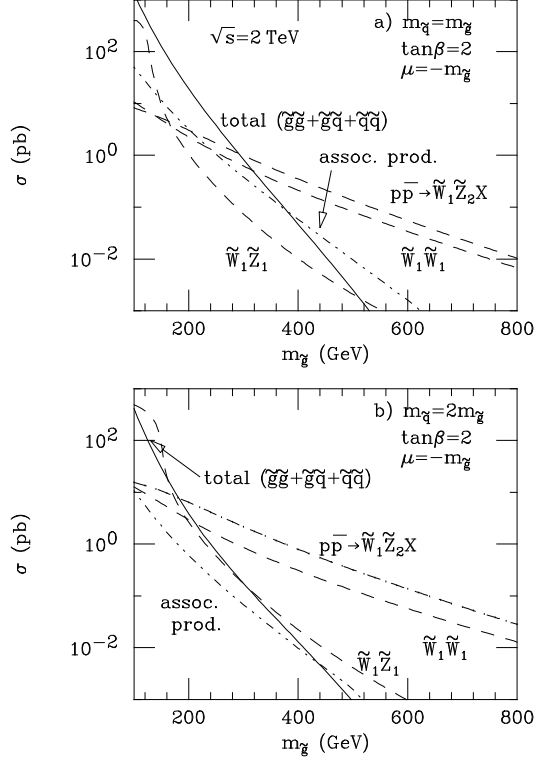 10²
10⁰
10⁻²
σ (pb)
√s=2 TeV
a) m_q̃=m_g̃
tanβ=2
μ=−m_g̃
total (g̃g̃+g̃q̃+q̃q̃)
assoc. prod.
pp̄→W̃₁Z̃₂X
W̃₁Z̃₁
W̃₁W̃₁
200 400 600 800
m_g̃ (GeV)
10²
10⁰
10⁻²
σ (pb)
b) m_q̃=2m_g̃
tanβ=2
μ=−m_g̃
total (g̃g̃+g̃q̃+q̃q̃)
pp̄→W̃₁Z̃₂X
assoc.
prod.
W̃₁Z̃₁
W̃₁W̃₁
200 400 600 800
m_g̃ (GeV)